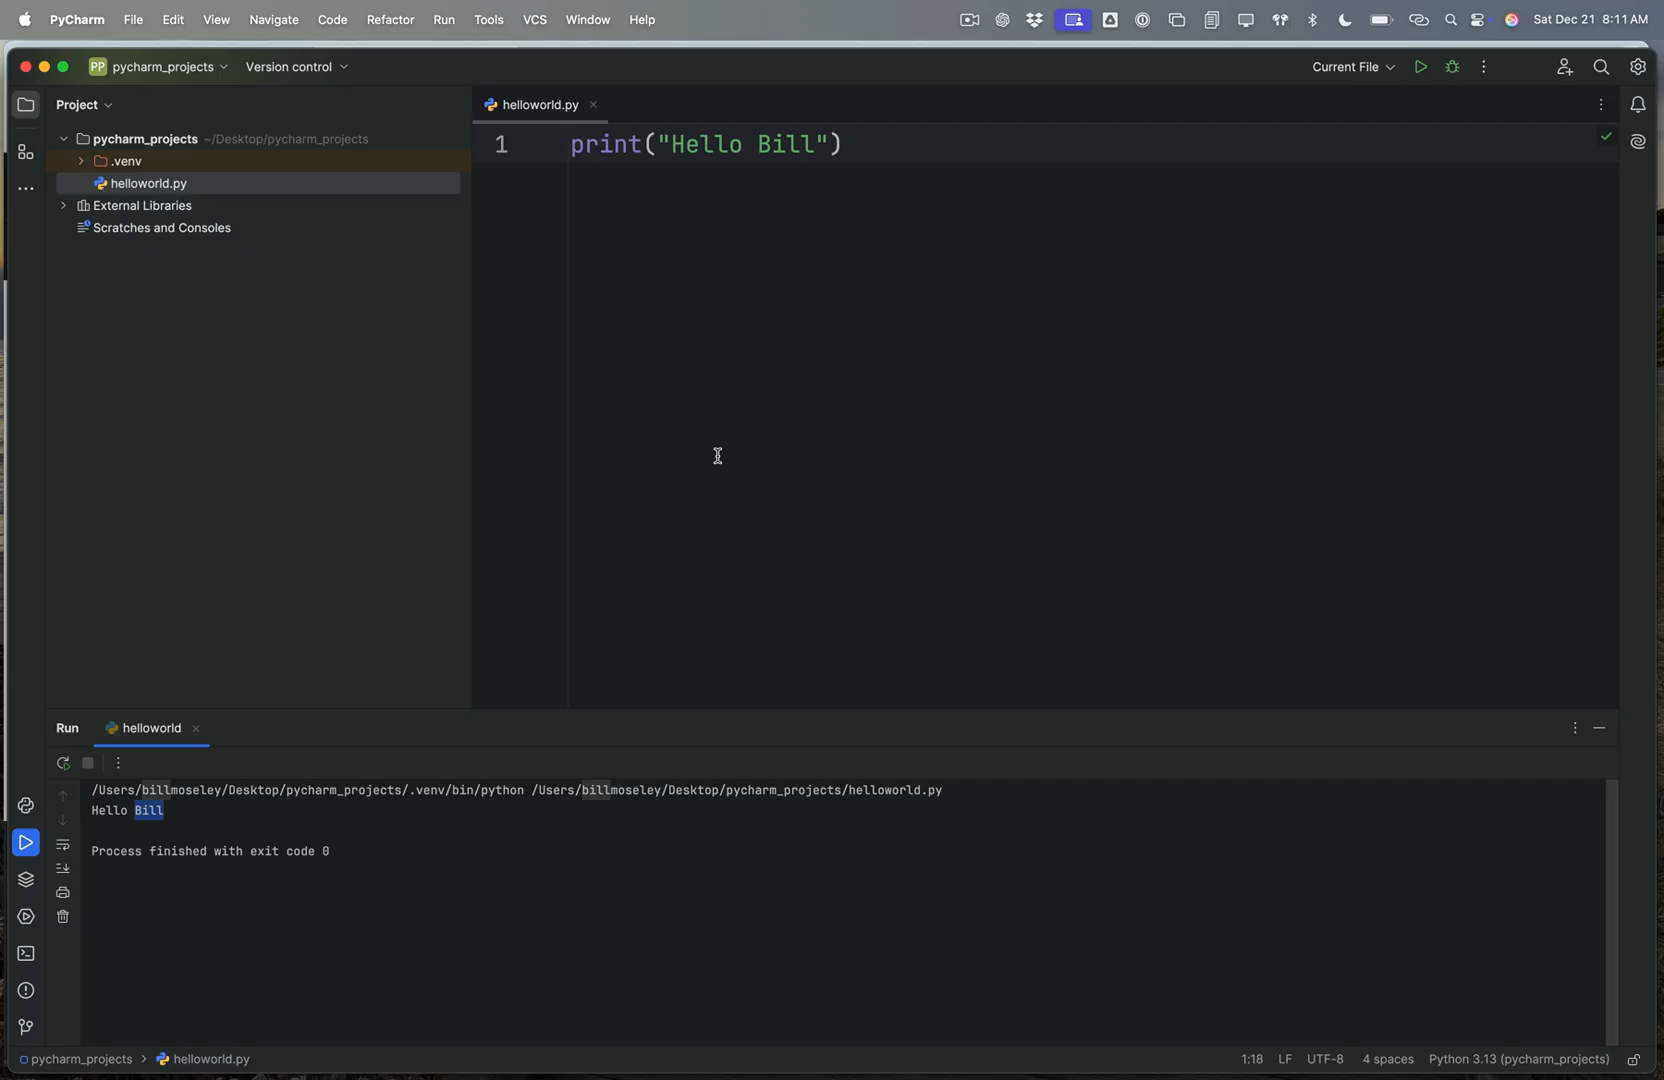 PyCharm File Edit View Navigate Code Refactor Run Tools VCS Window Help Sat Dec 21 8:11 AM
PP pycharm_projects Version control Current File
Project
helloworld.py
pycharm_projects ~/Desktop/pycharm_projects
.venv
helloworld.py
External Libraries
Scratches and Consoles
1 print("Hello Bill")
Run helloworld
/Users/billmoseley/Desktop/pycharm_projects/.venv/bin/python /Users/billmoseley/Desktop/pycharm_projects/helloworld.py
Hello Bill
Process finished with exit code 0
pycharm_projects > helloworld.py 1:18 LF UTF-8 4 spaces Python 3.13 (pycharm_projects)